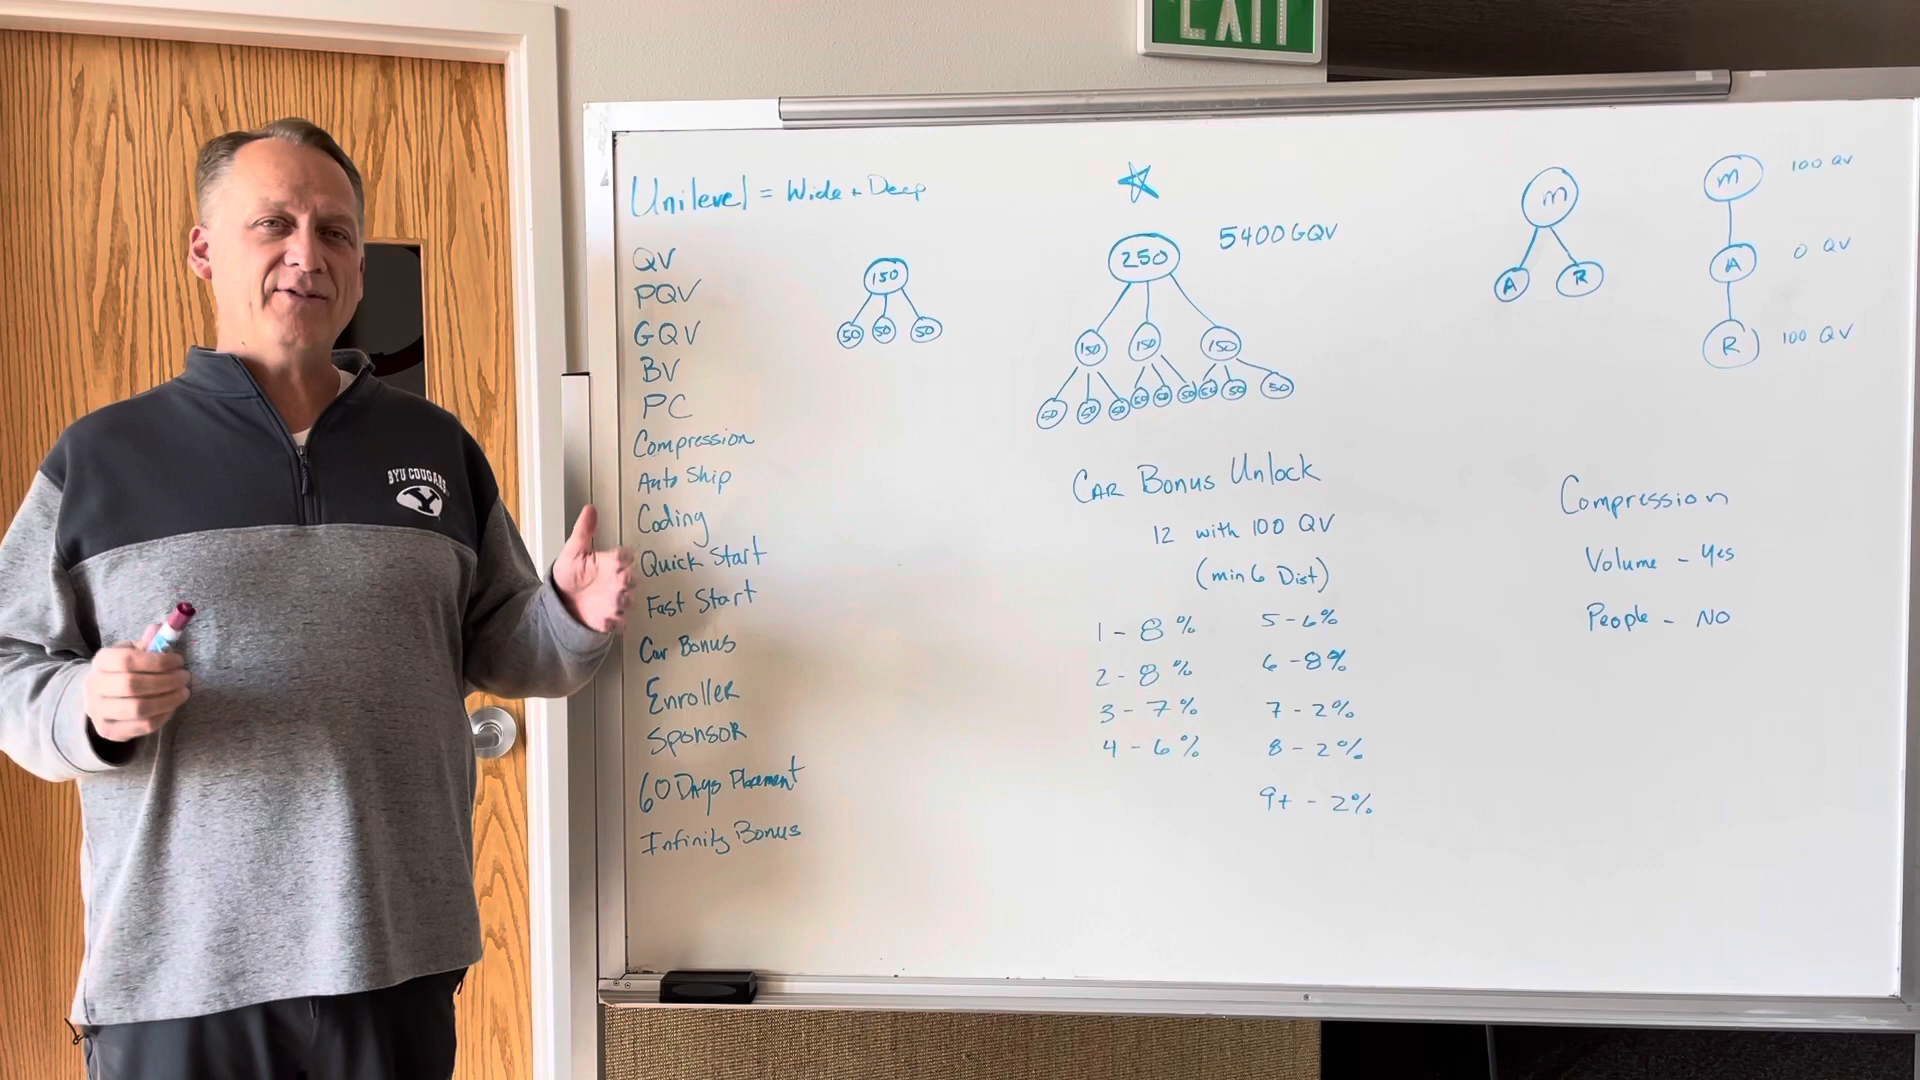 EXIT
BYU COUGARS
Y
Unilevel = Wide + Deep
QV
PQV
GQV
BV
PC
Compression
Auto Ship
Coding
Quick Start
Fast Start
Car Bonus
Enroller
Sponsor
60 Days Placement
Infinity Bonus
150
50 50 50
5400 GQV
250
150 150 150
50 50 50 50 50 50 50 50 50
CAR Bonus Unlock
12 with 100 QV
(min 6 Dist)
1 - 8%
2 - 8%
3 - 7%
4 - 6%
5 - 6%
6 - 8%
7 - 2%
8 - 2%
9+ - 2%
M
A R
M 100 QV
A 0 QV
R 100 QV
Compression
Volume - Yes
People - NO